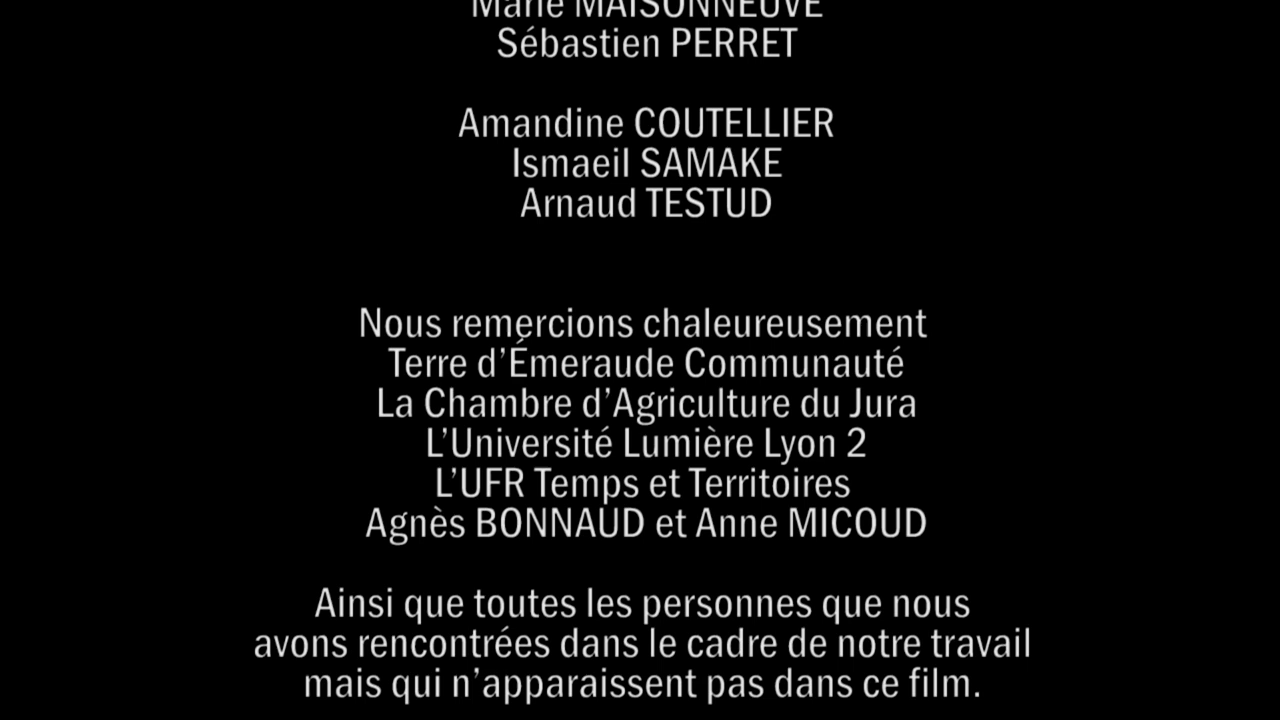 Marie MAISONNEUVE
Sébastien PERRET
Amandine COUTELLIER
Ismaeil SAMAKE
Arnaud TESTUD
Nous remercions chaleureusement
Terre d’Émeraude Communauté
La Chambre d’Agriculture du Jura
L’Université Lumière Lyon 2
L’UFR Temps et Territoires
Agnès BONNAUD et Anne MICOUD
Ainsi que toutes les personnes que nous
avons rencontrées dans le cadre de notre travail
mais qui n’apparaissent pas dans ce film.